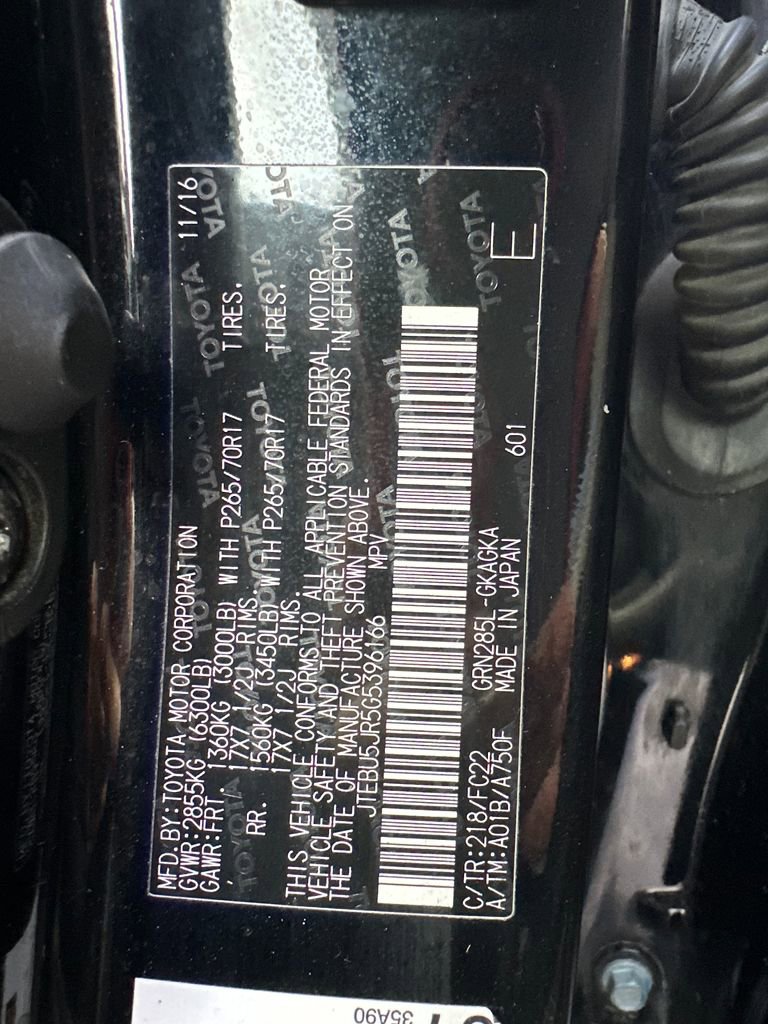 MFD.BY:TOYOTA MOTOR CORPORATION 11/16
GVWR:2855KG (6300LB)
GAWR:FRT. 1360KG (3000LB) WITH P265/70R17 TIRES,
17X7 1/2J RIMS.
RR. 1560KG (3450LB) WITH P265/70R17 TIRES,
17X7 1/2J RIMS.
THIS VEHICLE CONFORMS TO ALL APPLICABLE FEDERAL MOTOR
VEHICLE SAFETY AND THEFT PREVENTION STANDARDS IN EFFECT ON
THE DATE OF MANUFACTURE SHOWN ABOVE.
JTEBU5JR5G5396166 MPV
C/TR:218/FC22 GRN285L-GKAGKA
A/TM:A01B/A750F MADE IN JAPAN 601 E
35A90